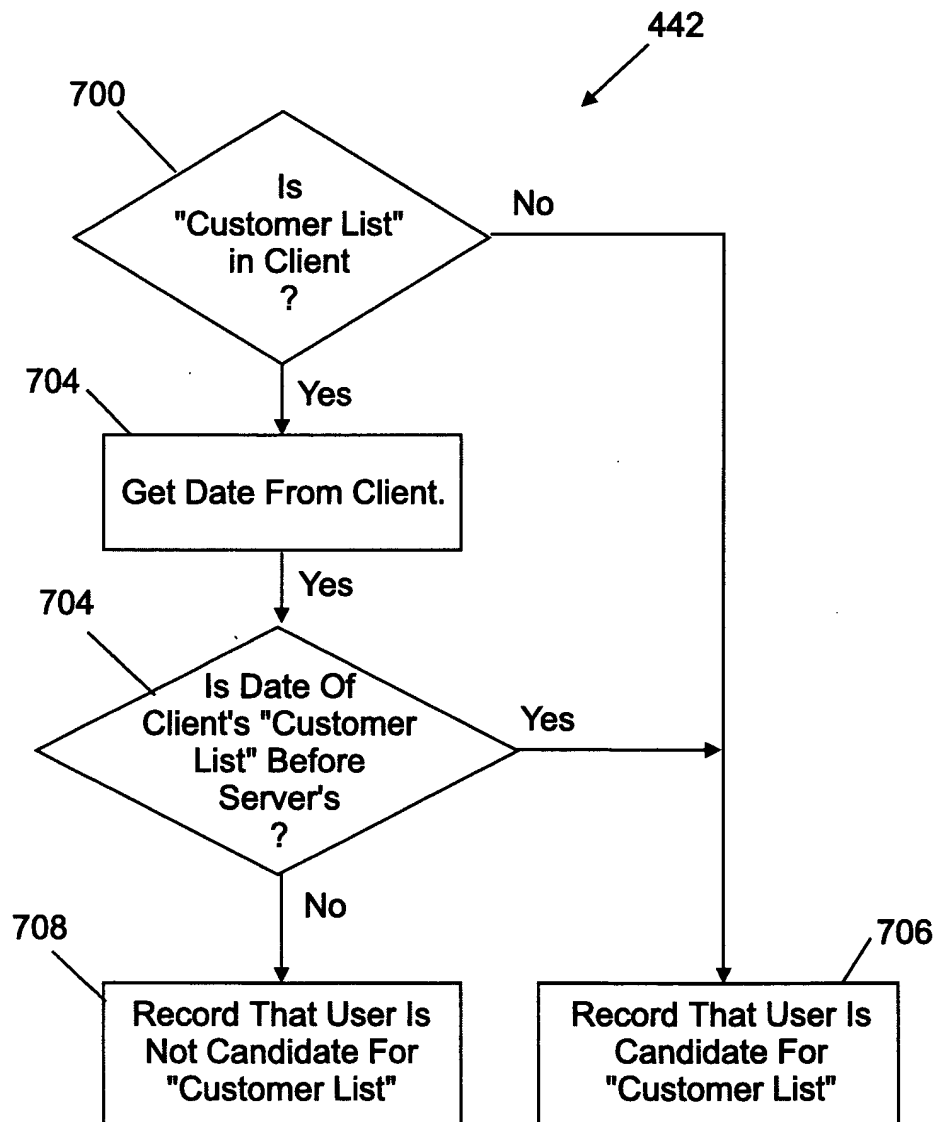 442
700
Is
"Customer List"
in Client
?
No
Yes
704
Get Date From Client.
Yes
704
Is Date Of
Client's "Customer
List" Before
Server's
?
Yes
No
708
706
Record That User Is
Not Candidate For
"Customer List"
Record That User Is
Candidate For
"Customer List"